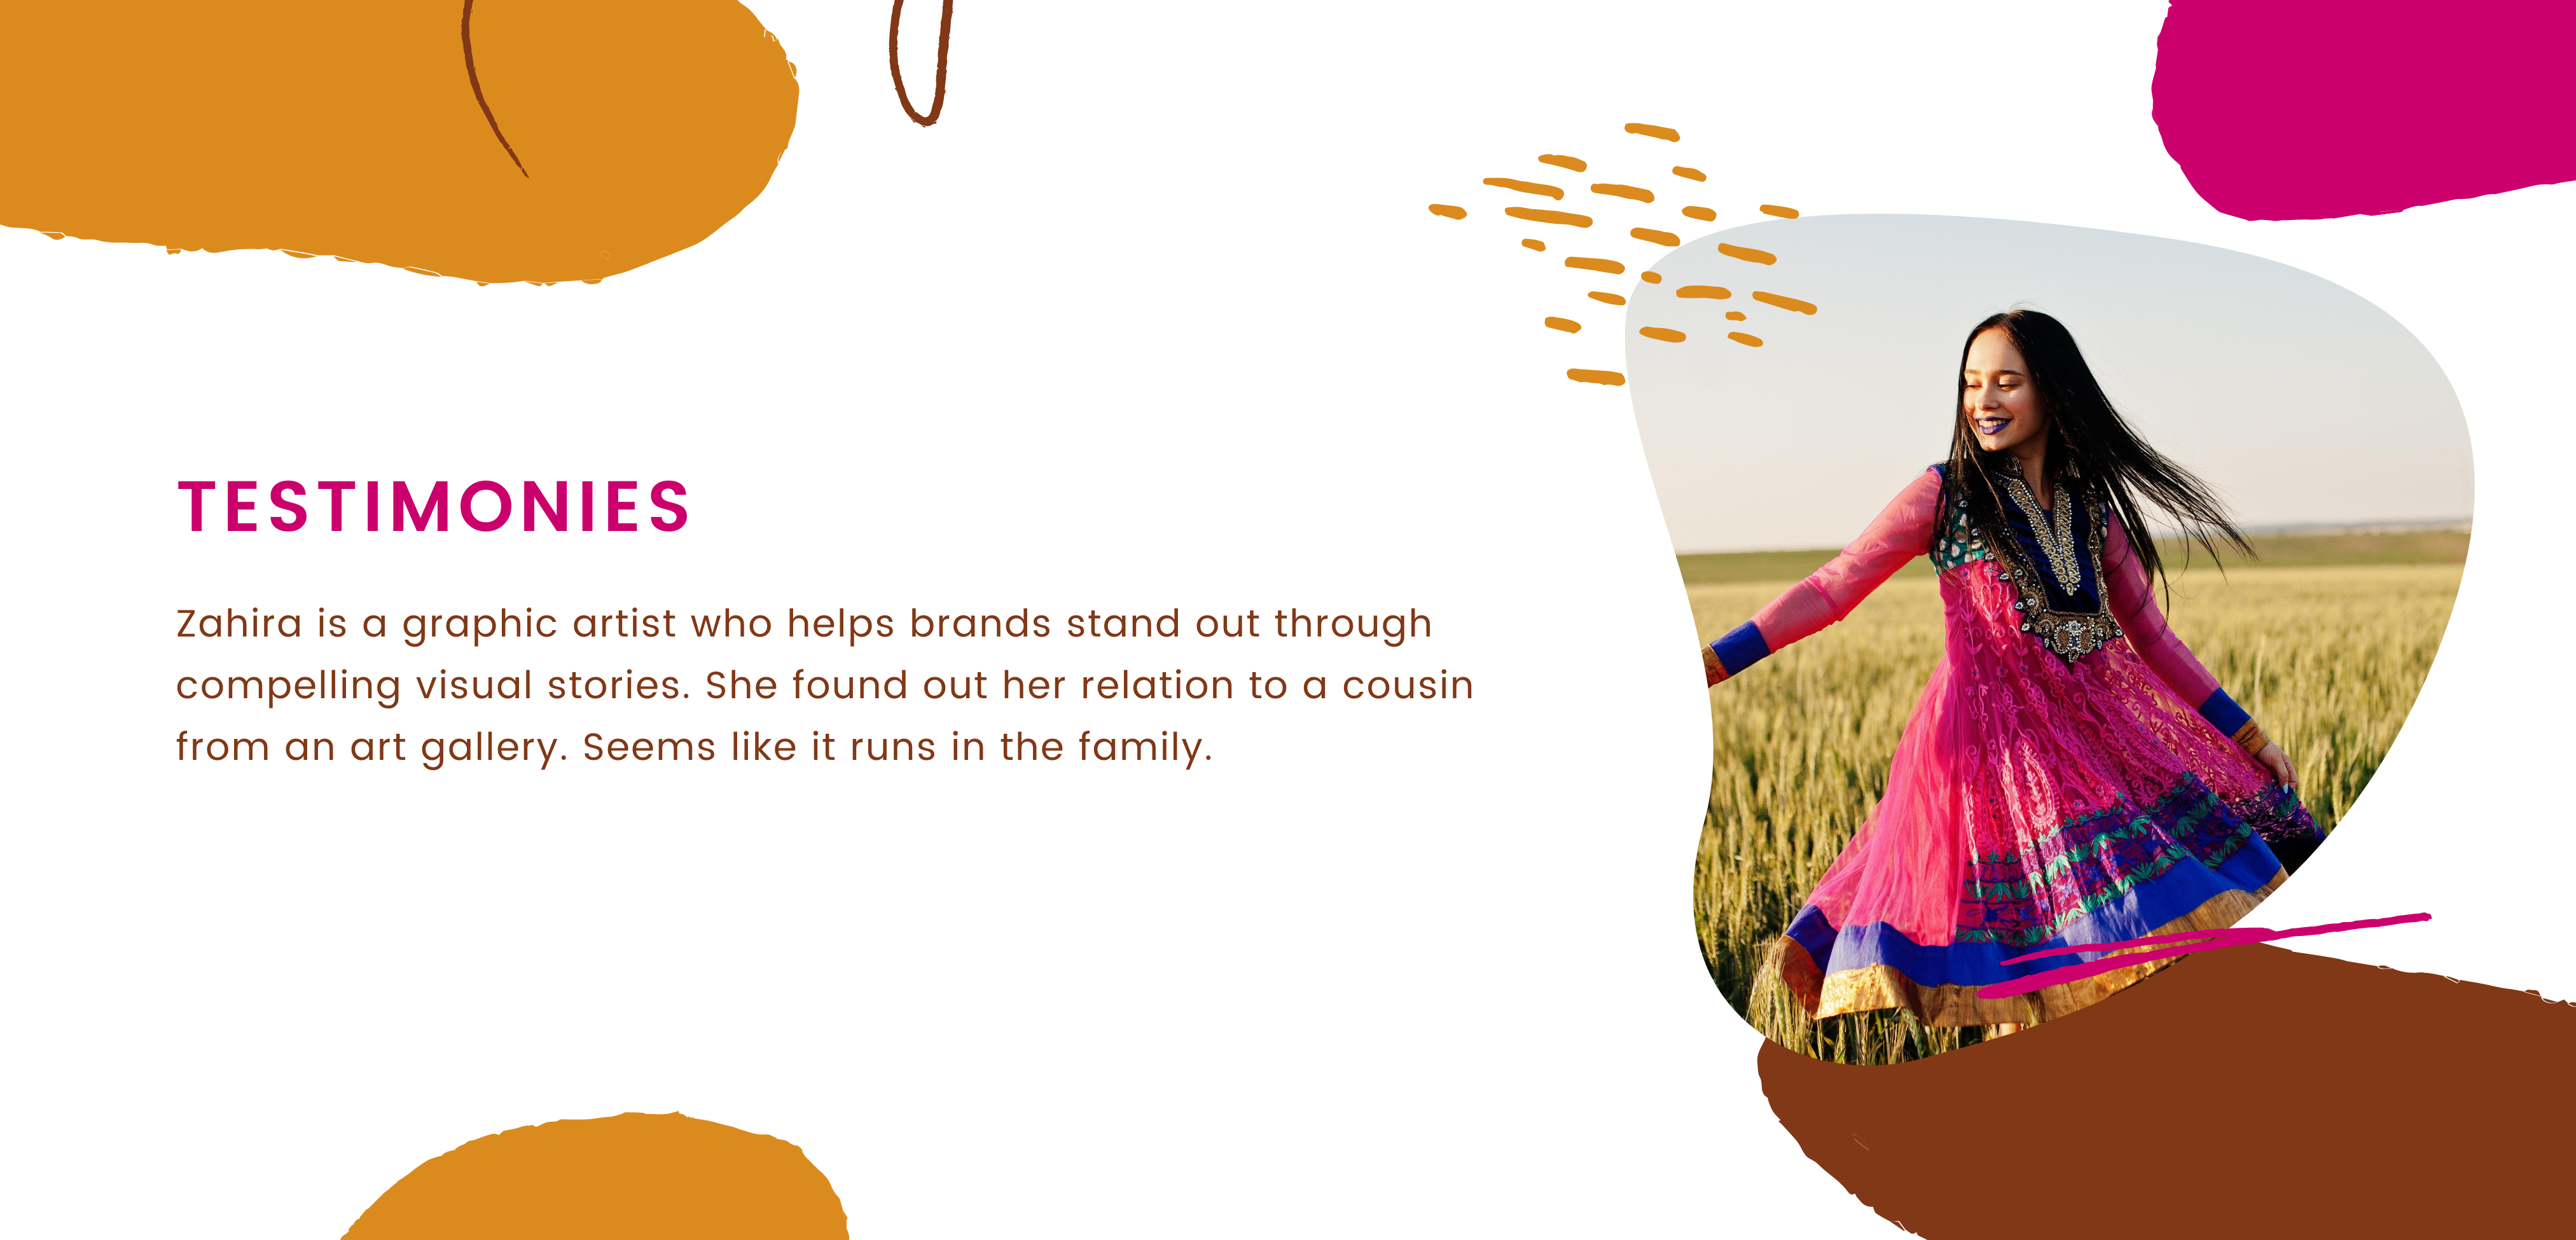 TESTIMONIES
Zahira is a graphic artist who helps brands stand out through
compelling visual stories. She found out her relation to a cousin
from an art gallery. Seems like it runs in the family.